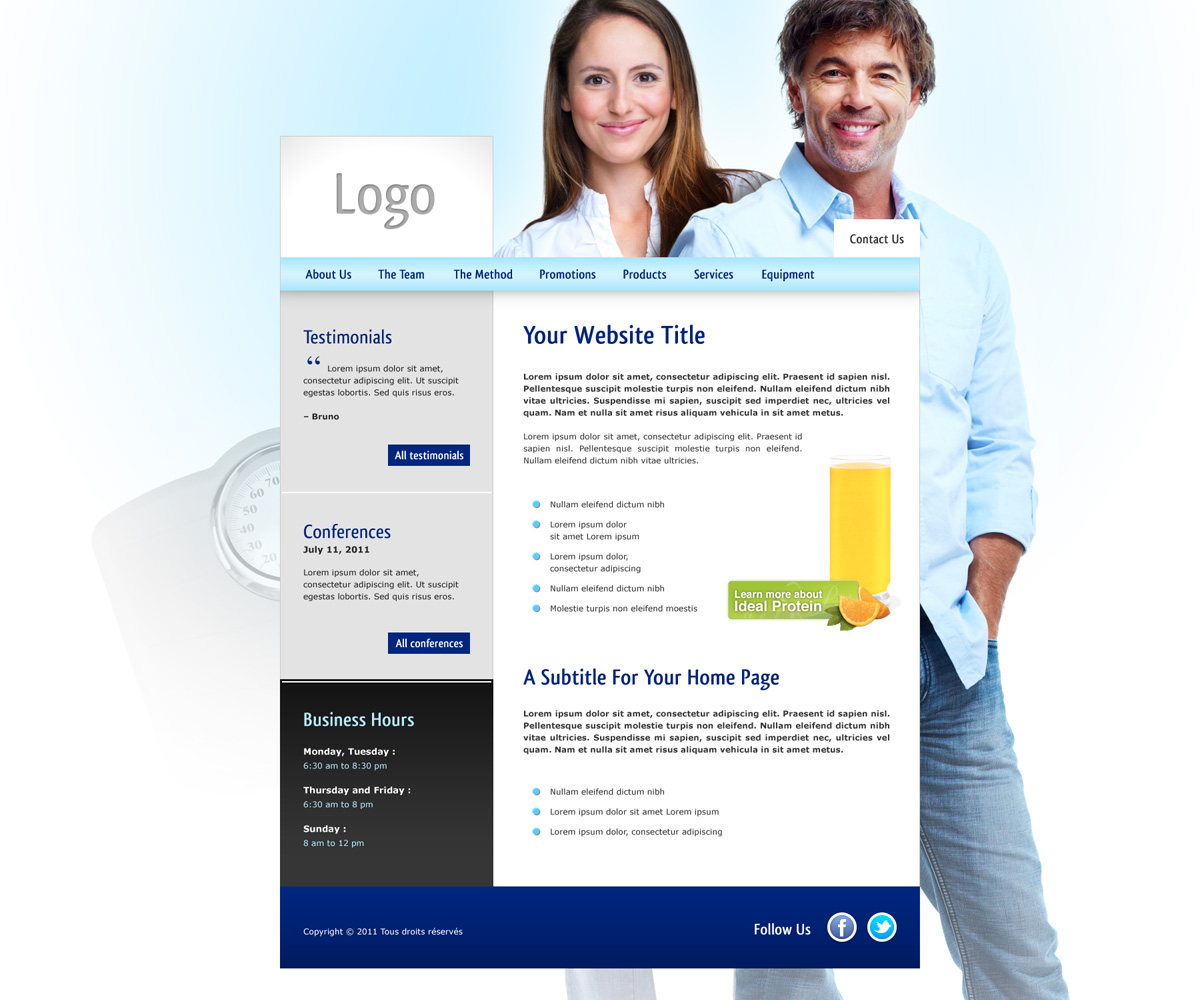 Logo
Contact Us
About Us The Team The Method Promotions Products Services Equipment
Testimonials
“ Lorem ipsum dolor sit amet,
consectetur adipiscing elit. Ut suscipit
egestas lobortis. Sed quis risus eros.
– Bruno
All testimonials
70
60
50
40
30
20
Conferences
July 11, 2011
Lorem ipsum dolor sit amet,
consectetur adipiscing elit. Ut suscipit
egestas lobortis. Sed quis risus eros.
All conferences
Business Hours
Monday, Tuesday :
6:30 am to 8:30 pm
Thursday and Friday :
6:30 am to 8 pm
Sunday :
8 am to 12 pm
Your Website Title
Lorem ipsum dolor sit amet, consectetur adipiscing elit. Praesent id sapien nisl.
Pellentesque suscipit molestie turpis non eleifend. Nullam eleifend dictum nibh
vitae ultricies. Suspendisse mi sapien, suscipit sed imperdiet nec, ultricies vel
quam. Nam et nulla sit amet risus aliquam vehicula in sit amet metus.
Lorem ipsum dolor sit amet, consectetur adipiscing elit. Praesent id
sapien nisl. Pellentesque suscipit molestie turpis non eleifend.
Nullam eleifend dictum nibh vitae ultricies.
Nullam eleifend dictum nibh
Lorem ipsum dolor
sit amet Lorem ipsum
Lorem ipsum dolor,
consectetur adipiscing
Nullam eleifend dictum nibh
Molestie turpis non eleifend moestis
Learn more about
Ideal Protein
A Subtitle For Your Home Page
Lorem ipsum dolor sit amet, consectetur adipiscing elit. Praesent id sapien nisl.
Pellentesque suscipit molestie turpis non eleifend. Nullam eleifend dictum nibh
vitae ultricies. Suspendisse mi sapien, suscipit sed imperdiet nec, ultricies vel
quam. Nam et nulla sit amet risus aliquam vehicula in sit amet metus.
Nullam eleifend dictum nibh
Lorem ipsum dolor sit amet Lorem ipsum
Lorem ipsum dolor, consectetur adipiscing
Copyright © 2011 Tous droits réservés
Follow Us f